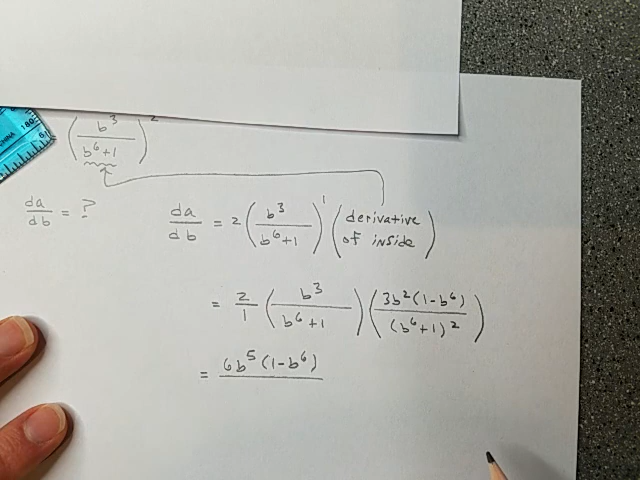 (b^3/(b^6+1))^2
da/db = ?
da/db = 2(b^3/(b^6+1))^1 (derivative of inside)
= 2/1 (b^3/(b^6+1)) (3b^2(1-b^6)/(b^6+1)^2)
= 6b^5(1-b^6)/